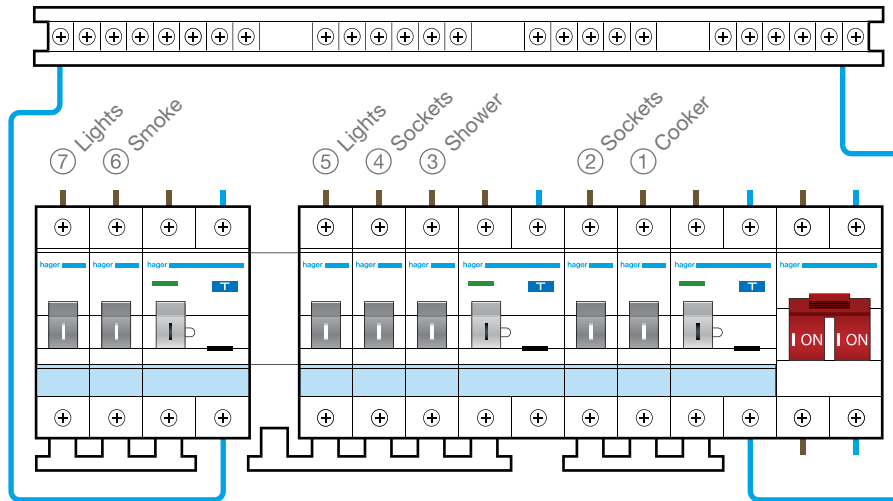 ⑦ Lights
⑥ Smoke
⑤ Lights
④ Sockets
③ Shower
② Sockets
① Cooker
hager
hager
hager
T
hager
hager
hager
hager
T
hager
hager
hager
T
hager
I ON
I ON
I
I
I
I
I
I
I
I
I
I